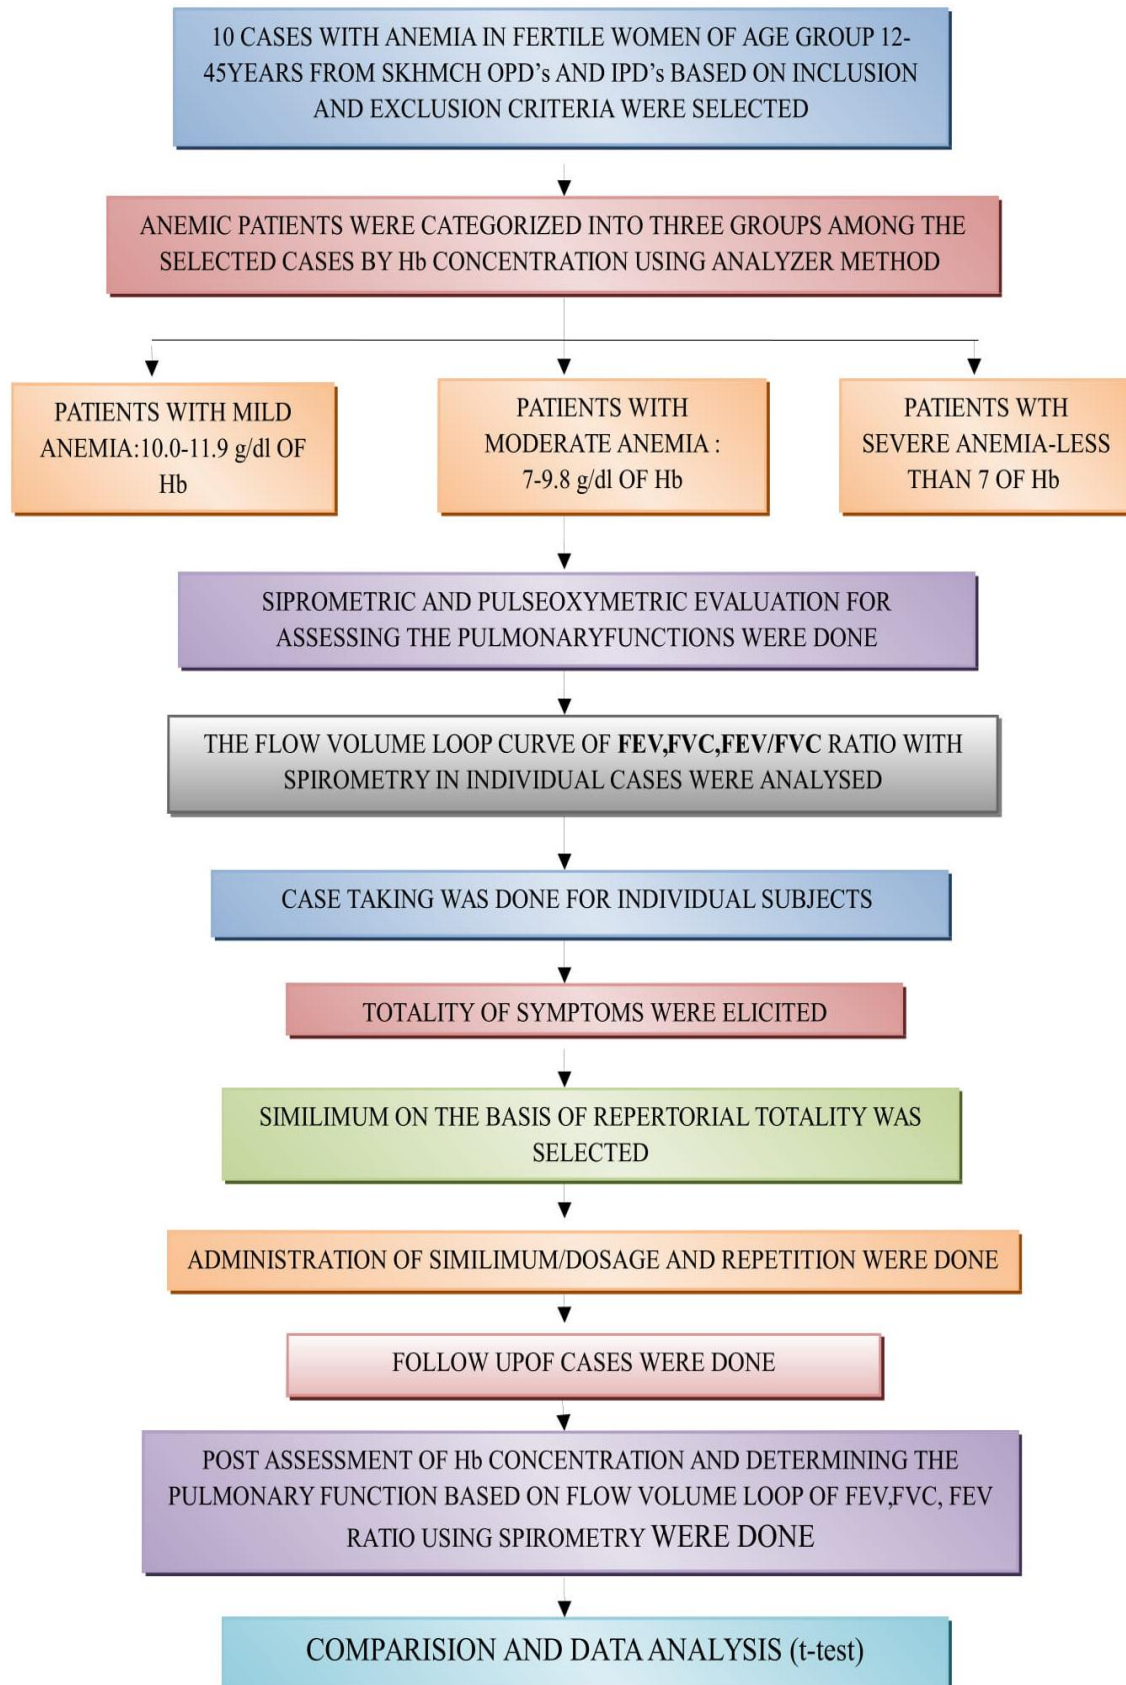 10 CASES WITH ANEMIA IN FERTILE WOMEN OF AGE GROUP 12-
45YEARS FROM SKHMCH OPD's AND IPD's BASED ON INCLUSION
AND EXCLUSION CRITERIA WERE SELECTED
ANEMIC PATIENTS WERE CATEGORIZED INTO THREE GROUPS AMONG THE
SELECTED CASES BY Hb CONCENTRATION USING ANALYZER METHOD
PATIENTS WITH MILD
ANEMIA:10.0-11.9 g/dl OF
Hb
PATIENTS WITH
MODERATE ANEMIA :
7-9.8 g/dl OF Hb
PATIENTS WTH
SEVERE ANEMIA-LESS
THAN 7 OF Hb
SIPROMETRIC AND PULSEOXYMETRIC EVALUATION FOR
ASSESSING THE PULMONARYFUNCTIONS WERE DONE
THE FLOW VOLUME LOOP CURVE OF FEV,FVC,FEV/FVC RATIO WITH
SPIROMETRY IN INDIVIDUAL CASES WERE ANALYSED
CASE TAKING WAS DONE FOR INDIVIDUAL SUBJECTS
TOTALITY OF SYMPTOMS WERE ELICITED
SIMILIMUM ON THE BASIS OF REPERTORIAL TOTALITY WAS
SELECTED
ADMINISTRATION OF SIMILIMUM/DOSAGE AND REPETITION WERE DONE
FOLLOW UPOF CASES WERE DONE
POST ASSESSMENT OF Hb CONCENTRATION AND DETERMINING THE
PULMONARY FUNCTION BASED ON FLOW VOLUME LOOP OF FEV,FVC, FEV
RATIO USING SPIROMETRY WERE DONE
COMPARISION AND DATA ANALYSIS (t-test)